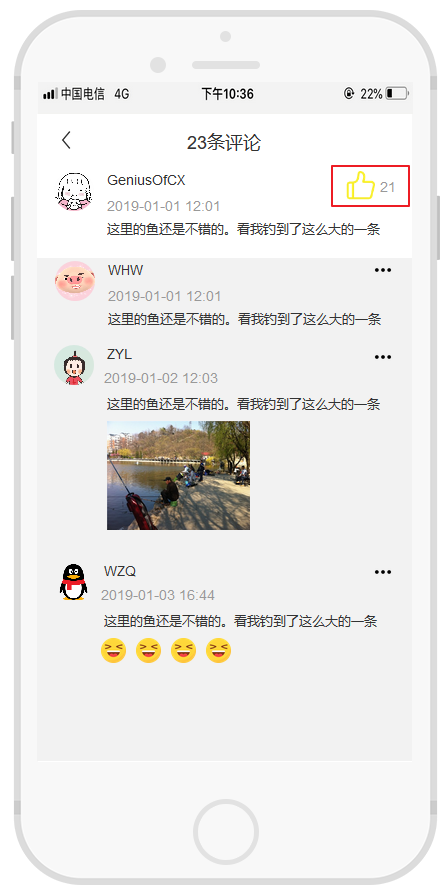 中国电信 4G 下午10:36 22%
23条评论
GeniusOfCX
21
2019-01-01 12:01
这里的鱼还是不错的。看我钓到了这么大的一条
WHW
2019-01-01 12:01
这里的鱼还是不错的。看我钓到了这么大的一条
ZYL
2019-01-02 12:03
这里的鱼还是不错的。看我钓到了这么大的一条
WZQ
2019-01-03 16:44
这里的鱼还是不错的。看我钓到了这么大的一条